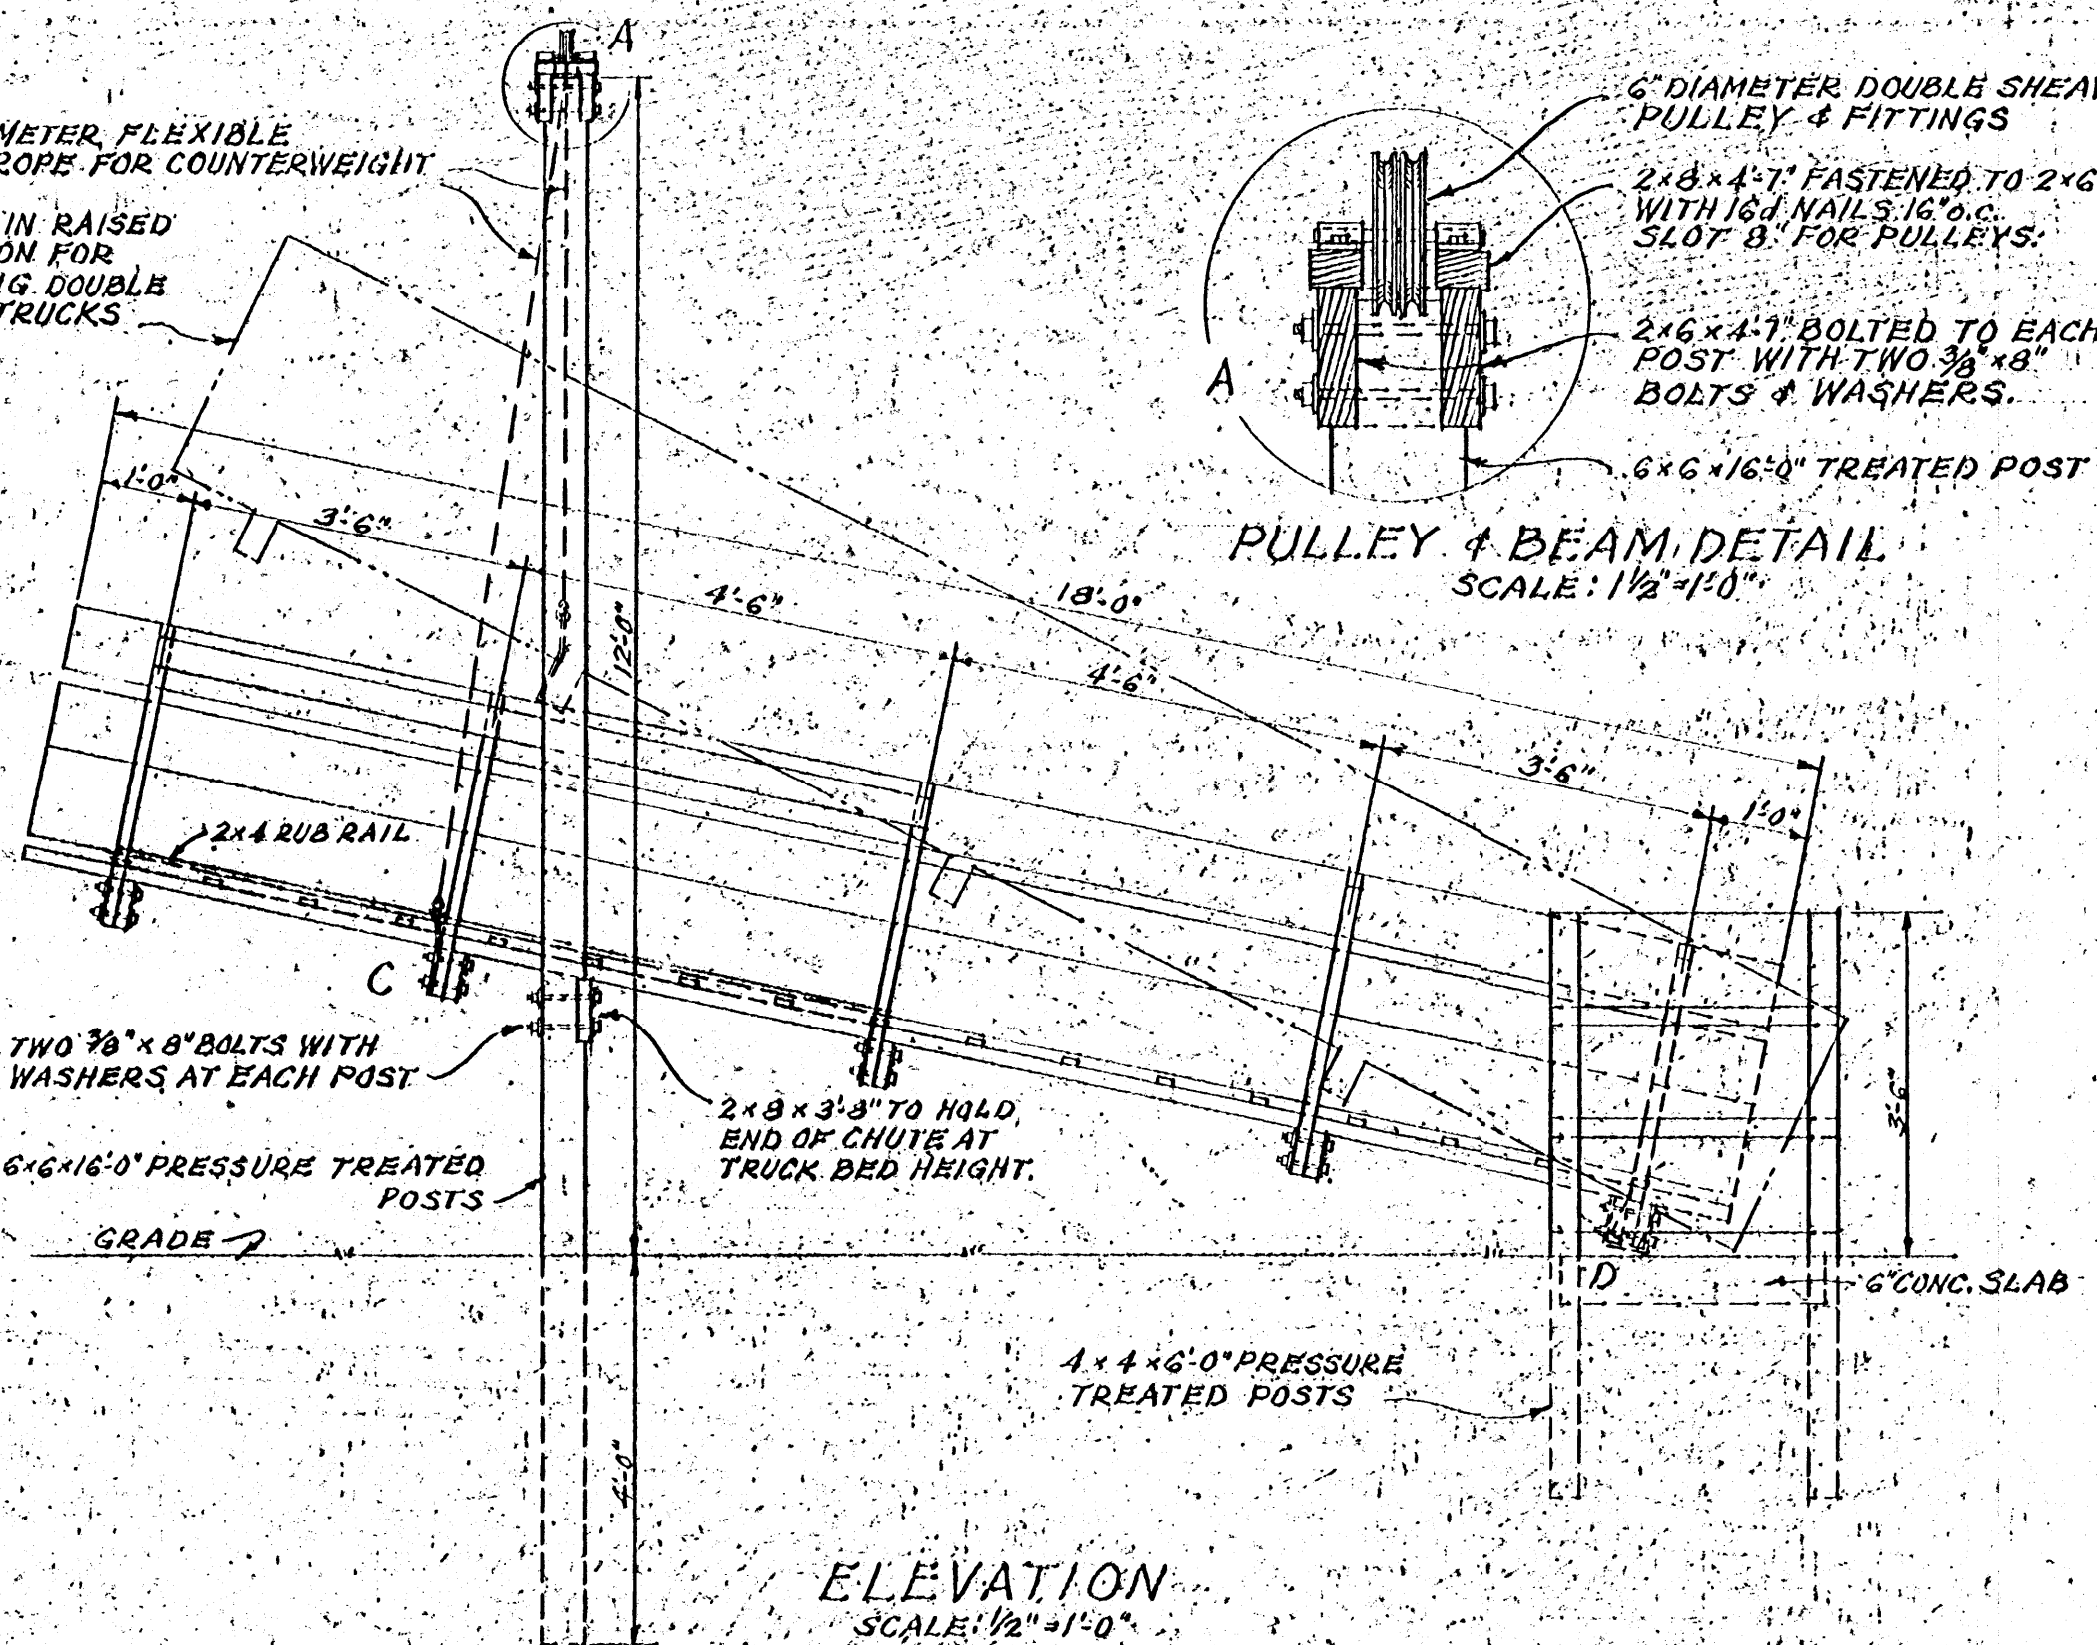 A
METER FLEXIBLE
ROPE FOR COUNTERWEIGHT
IN RAISED
ON FOR
DOUBLE
TRUCKS
6" DIAMETER DOUBLE
PULLEY & FITTINGS
2×8×4'-7" FASTENED TO 2×6
WITH 16d NAILS 16" o.c.
SLOT 8" FOR PULLEYS.
2×6×4'-7" BOLTED TO EACH
POST WITH TWO 3/8" ×8"
BOLTS & WASHERS.
A
6×6×16'-0" TREATED POST
PULLEY & BEAM DETAIL
SCALE: 1 1/2"=1'-0"
1'-0"
3'-6"
4'-6"
18'-0"
12'-0"
4'-6"
3'-6"
1'-0"
2×4 RUB RAIL
C
TWO 3/8" × 8" BOLTS WITH
WASHERS AT EACH POST
2×8×3'-8" TO HOLD
END OF CHUTE AT
TRUCK BED HEIGHT.
3'-6"
6×6×16'-0" PRESSURE TREATED
POSTS
GRADE
D
6" CONC. SLAB
4×4×6'-0" PRESSURE
TREATED POSTS
4'-0"
ELEVATION
SCALE: 1/2"=1'-0"